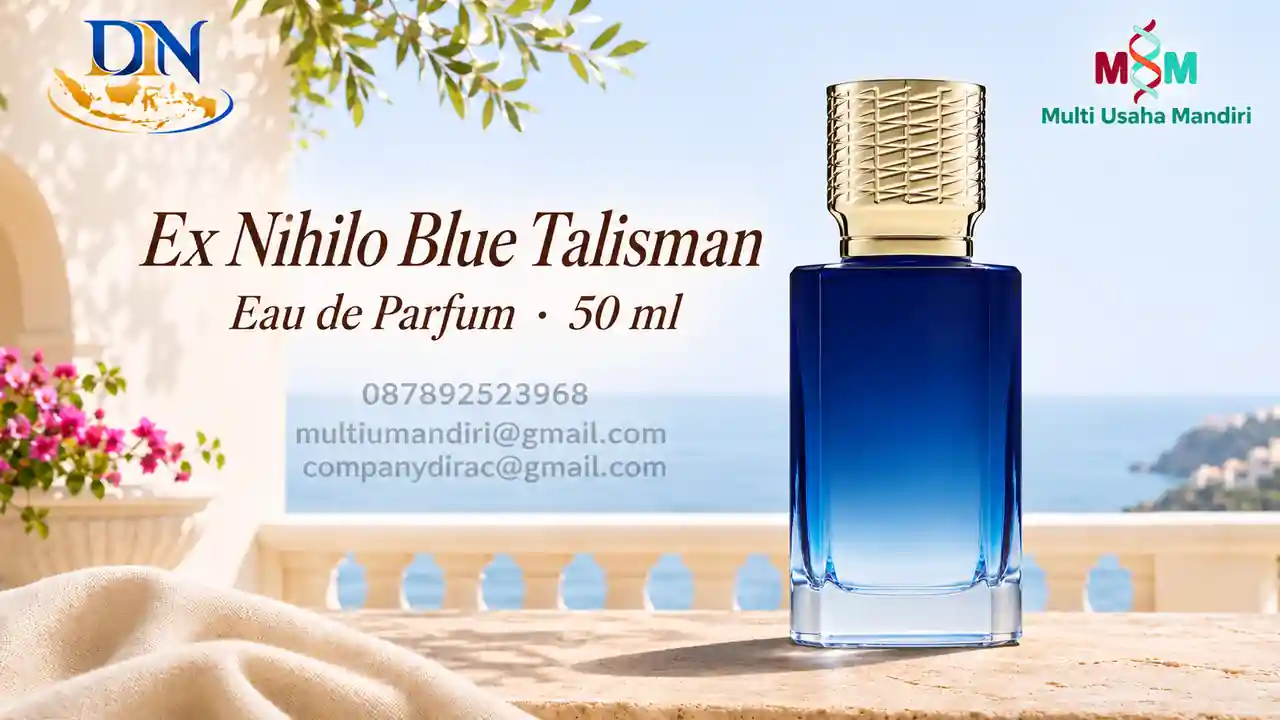 DN
MSM
Multi Usaha Mandiri
Ex Nihilo Blue Talisman
Eau de Parfum · 50 ml
087892523968
multiumandiri@gmail.com
companydirac@gmail.com